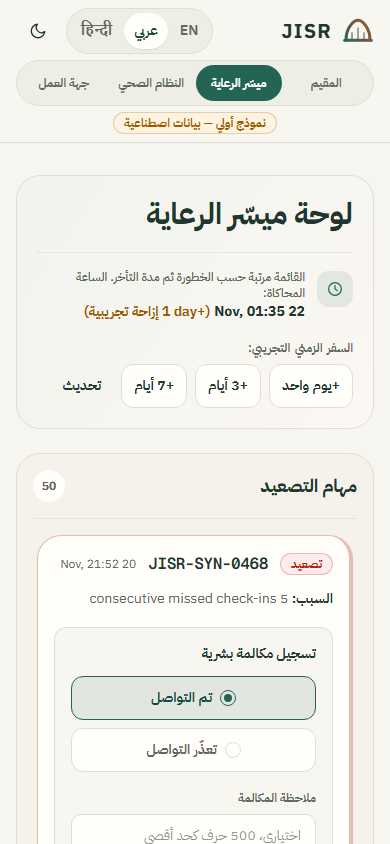 JISR
EN
عربي
हिन्दी
المقيم
ميسّر الرعاية
النظام الصحي
جهة العمل
نموذج أولي — بيانات اصطناعية
لوحة ميسّر الرعاية
القائمة مرتبة حسب الخطورة ثم مدة التأخر. الساعة
المحاكاة:
22 Nov, 01:35 (+1 day إزاحة تجريبية)
السفر الزمني التجريبي:
+يوم واحد
+3 أيام
+7 أيام
تحديث
مهام التصعيد
50
تصعيد
JISR-SYN-0468
20 Nov, 21:52
السبب: 5 consecutive missed check-ins
تسجيل مكالمة بشرية
تم التواصل
تعذّر التواصل
ملاحظة المكالمة
اختياري، 500 حرف كحد أقصى